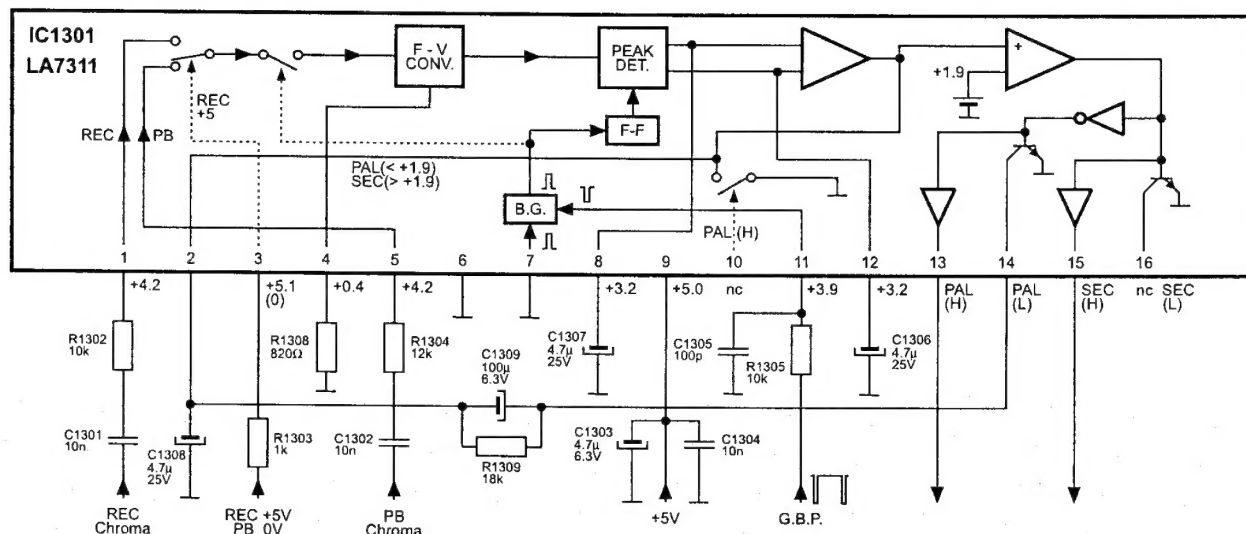 IC1301
LA7311
F - V
CONV.
PEAK
DET.
+
+1.9
REC
+5
REC
PB
F-F
PAL(< +1.9)
SEC(> +1.9)
B.G.
PAL (H)
1
2
3
4
5
6
7
8
9
10
11
12
13
14
15
16
+4.2
+5.1
(0)
+0.4
+4.2
+3.2
+5.0
nc
+3.9
+3.2
PAL
(H)
PAL
(L)
SEC
(H)
nc
SEC
(L)
R1302
10k
R1308
820Ω
R1304
12k
C1309
100µ
6.3V
C1307
4.7µ
25V
C1305
100p
R1305
10k
C1306
4.7µ
25V
C1301
10n
C1308
4.7µ
25V
R1303
1k
C1302
10n
R1309
18k
C1303
4.7µ
6.3V
C1304
10n
REC
Chroma
REC +5V
PB 0V
PB
Chroma
+5V
G.B.P.